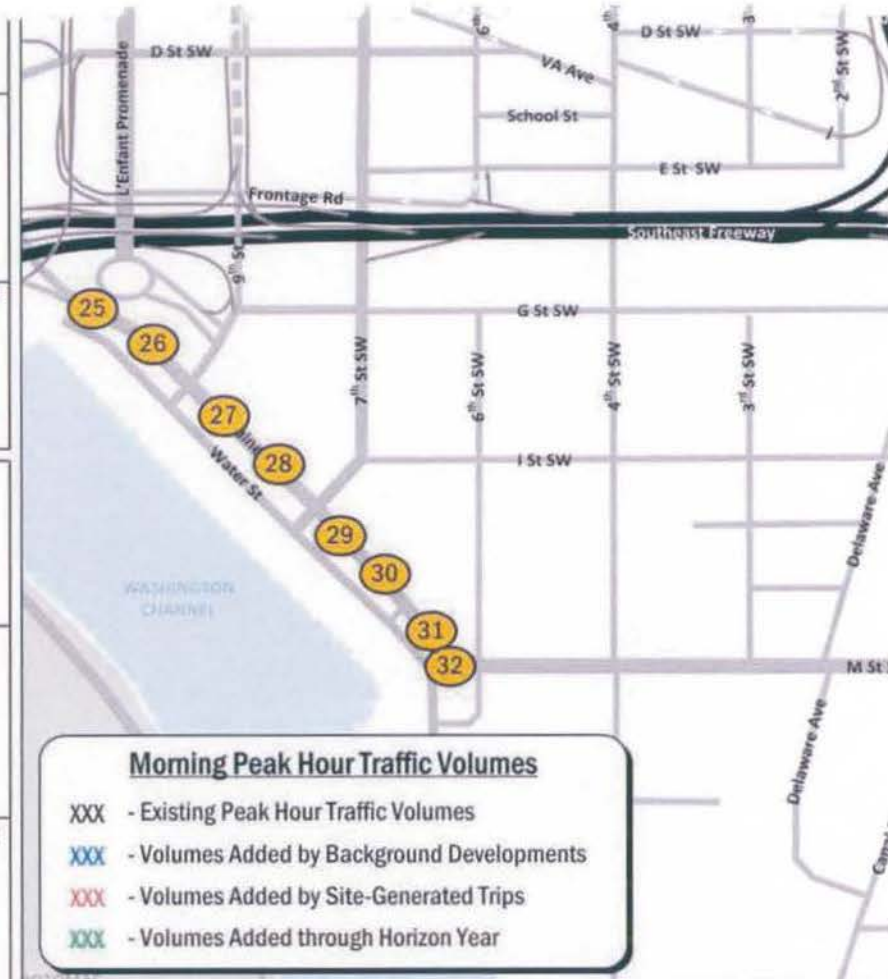 6th
4th
3
D St SW
D St SW
L'Enfant Promenade
VA Ave
2nd St SW
School St
E St SW
Frontage Rd
Southeast Freeway
9th St
25
G St SW
26
7th St SW
6th St SW
4th St SW
3rd St SW
27
Water St
28
I St SW
Delaware Ave
29
30
WASHINGTON
CHANNEL
31
32
M St
Delaware Ave
Morning Peak Hour Traffic Volumes
XXX - Existing Peak Hour Traffic Volumes
XXX - Volumes Added by Background Developments
XXX - Volumes Added by Site-Generated Trips
XXX - Volumes Added through Horizon Year